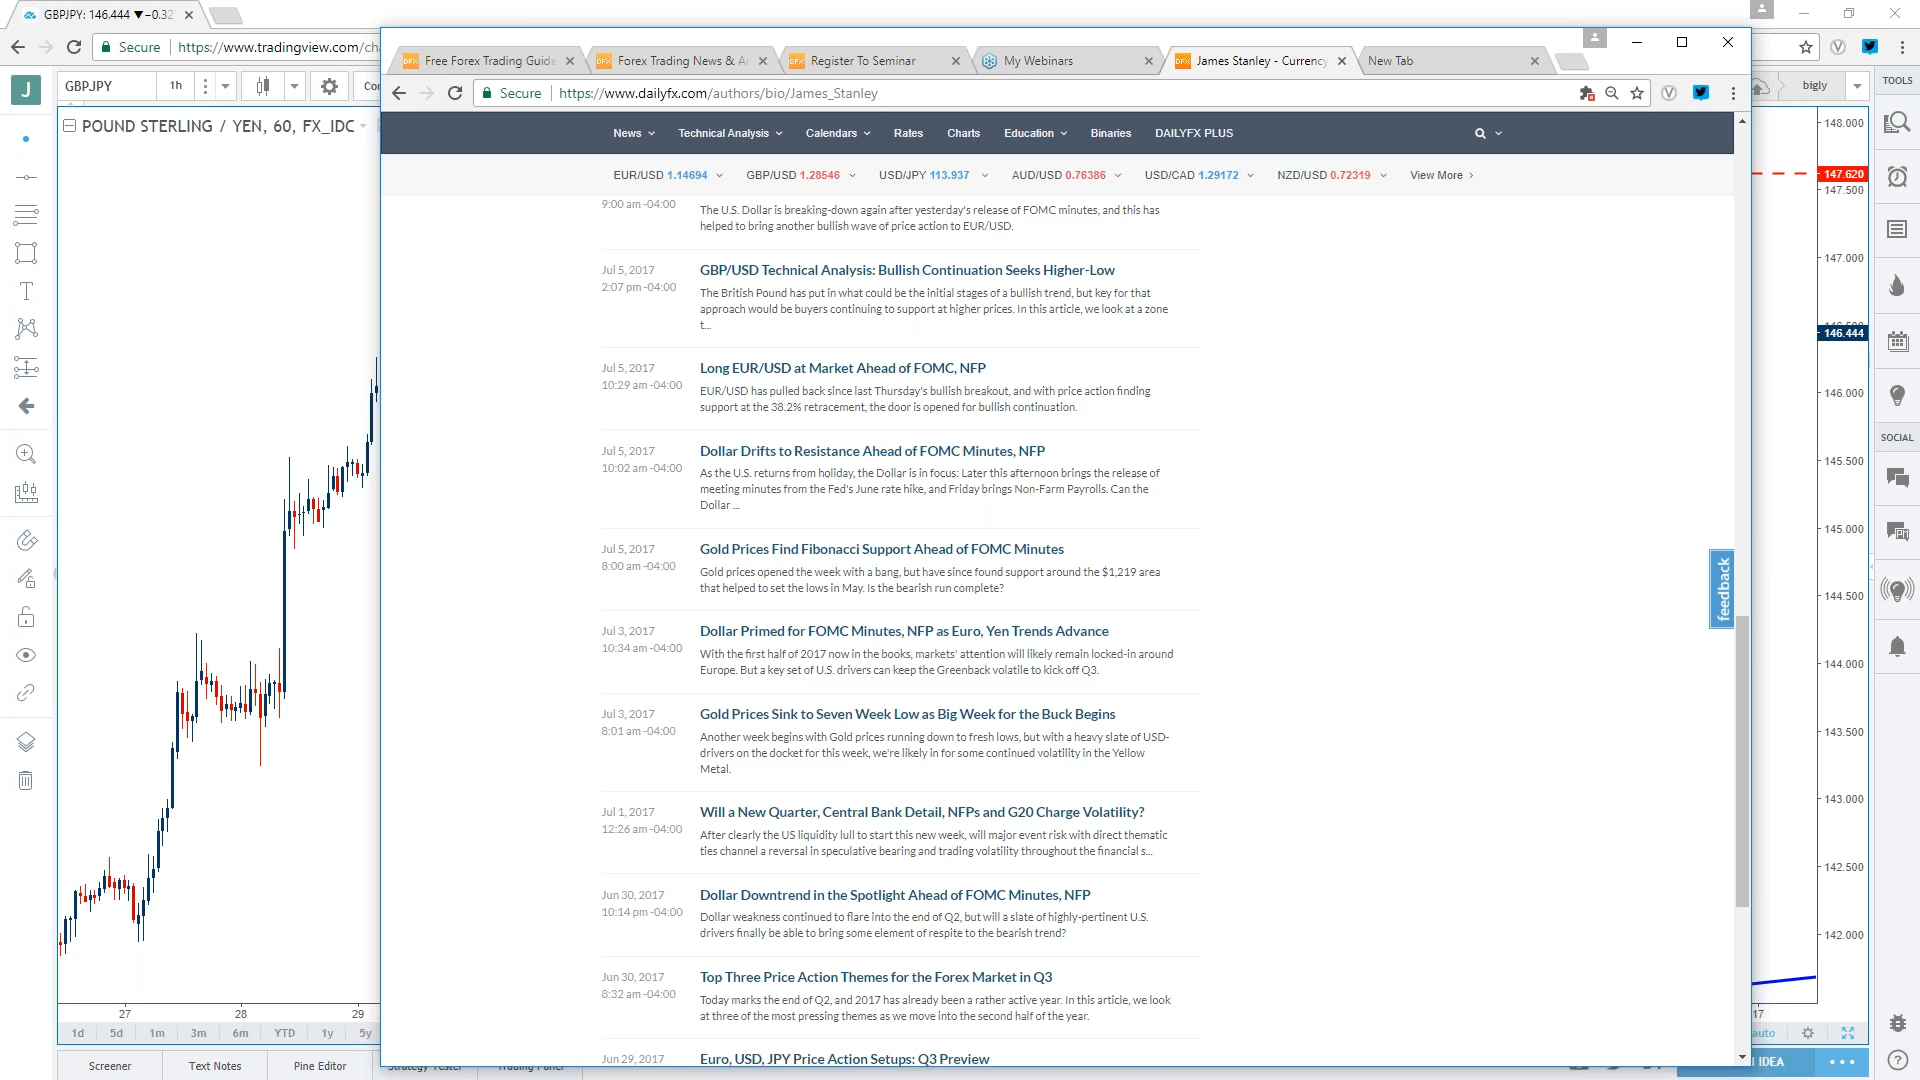 GBPJPY: 146.444 ▼−0.32
Secure https://www.tradingview.com/ch
Free Forex Trading Guide
Forex Trading News & A
Register To Seminar
My Webinars
James Stanley - Currency
New Tab
Secure https://www.dailyfx.com/authors/bio/James_Stanley
J
GBPJPY 1h
bigly
TOOLS
POUND STERLING / YEN, 60, FX_IDC
News Technical Analysis Calendars Rates Charts Education Binaries DAILYFX PLUS
EUR/USD 1.14694 GBP/USD 1.28546 USD/JPY 113.937 AUD/USD 0.76386 USD/CAD 1.29172 NZD/USD 0.72319 View More
9:00 am -04:00
The U.S. Dollar is breaking-down again after yesterday's release of FOMC minutes, and this has
helped to bring another bullish wave of price action to EUR/USD.
Jul 5, 2017
2:07 pm -04:00
GBP/USD Technical Analysis: Bullish Continuation Seeks Higher-Low
The British Pound has put in what could be the initial stages of a bullish trend, but key for that
approach would be buyers continuing to support at higher prices. In this article, we look at a zone
t...
Jul 5, 2017
10:29 am -04:00
Long EUR/USD at Market Ahead of FOMC, NFP
EUR/USD has pulled back since last Thursday's bullish breakout, and with price action finding
support at the 38.2% retracement, the door is opened for bullish continuation.
Jul 5, 2017
10:02 am -04:00
Dollar Drifts to Resistance Ahead of FOMC Minutes, NFP
As the U.S. returns from holiday, the Dollar is in focus: Later this afternoon brings the release of
meeting minutes from the Fed's June rate hike, and Friday brings Non-Farm Payrolls. Can the
Dollar ...
Jul 5, 2017
8:00 am -04:00
Gold Prices Find Fibonacci Support Ahead of FOMC Minutes
Gold prices opened the week with a bang, but have since found support around the $1,219 area
that helped to set the lows in May. Is the bearish run complete?
Jul 3, 2017
10:34 am -04:00
Dollar Primed for FOMC Minutes, NFP as Euro, Yen Trends Advance
With the first half of 2017 now in the books, markets' attention will likely remain locked-in around
Europe. But a key set of U.S. drivers can keep the Greenback volatile to kick off Q3.
Jul 3, 2017
8:01 am -04:00
Gold Prices Sink to Seven Week Low as Big Week for the Buck Begins
Another week begins with Gold prices running down to fresh lows, but with a heavy slate of USD-
drivers on the docket for this week, we're likely in for some continued volatility in the Yellow
Metal.
Jul 1, 2017
12:26 am -04:00
Will a New Quarter, Central Bank Detail, NFPs and G20 Charge Volatility?
After clearly the US liquidity lull to start this new week, will major event risk with direct thematic
ties channel a reversal in speculative bearing and trading volatility throughout the financial s...
Jun 30, 2017
10:14 pm -04:00
Dollar Downtrend in the Spotlight Ahead of FOMC Minutes, NFP
Dollar weakness continued to flare into the end of Q2, but will a slate of highly-pertinent U.S.
drivers finally be able to bring some element of respite to the bearish trend?
Jun 30, 2017
8:32 am -04:00
Top Three Price Action Themes for the Forex Market in Q3
Today marks the end of Q2, and 2017 has already been a rather active year. In this article, we look
at three of the most pressing themes as we move into the second half of the year.
Jun 29, 2017
Euro, USD, JPY Price Action Setups: Q3 Preview
feedback
148.000
147.620
147.500
147.000
146.444
146.000
145.500
145.000
144.500
144.000
143.500
143.000
142.500
142.000
SOCIAL
27 28 29 17
1d 5d 1m 3m 6m YTD 1y 5y auto
Screener Text Notes Pine Editor Strategy Tester Trading Panel IDEA